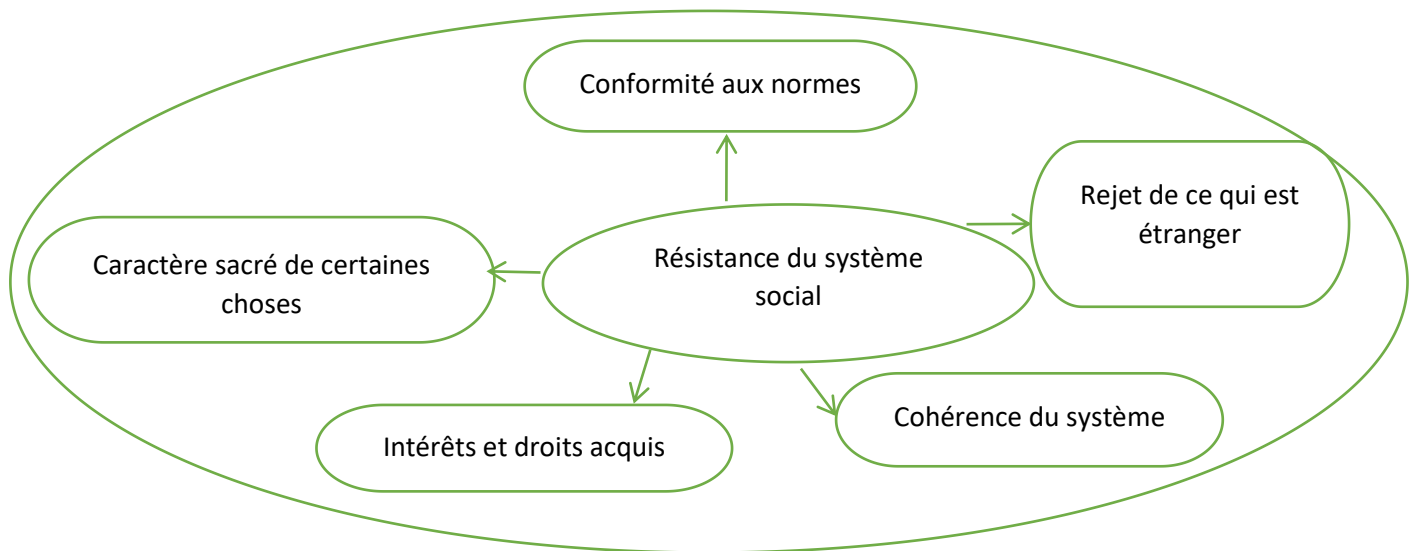 Conformité aux normes
Rejet de ce qui est
étranger
Caractère sacré de certaines
choses
Résistance du système
social
Intérêts et droits acquis
Cohérence du système